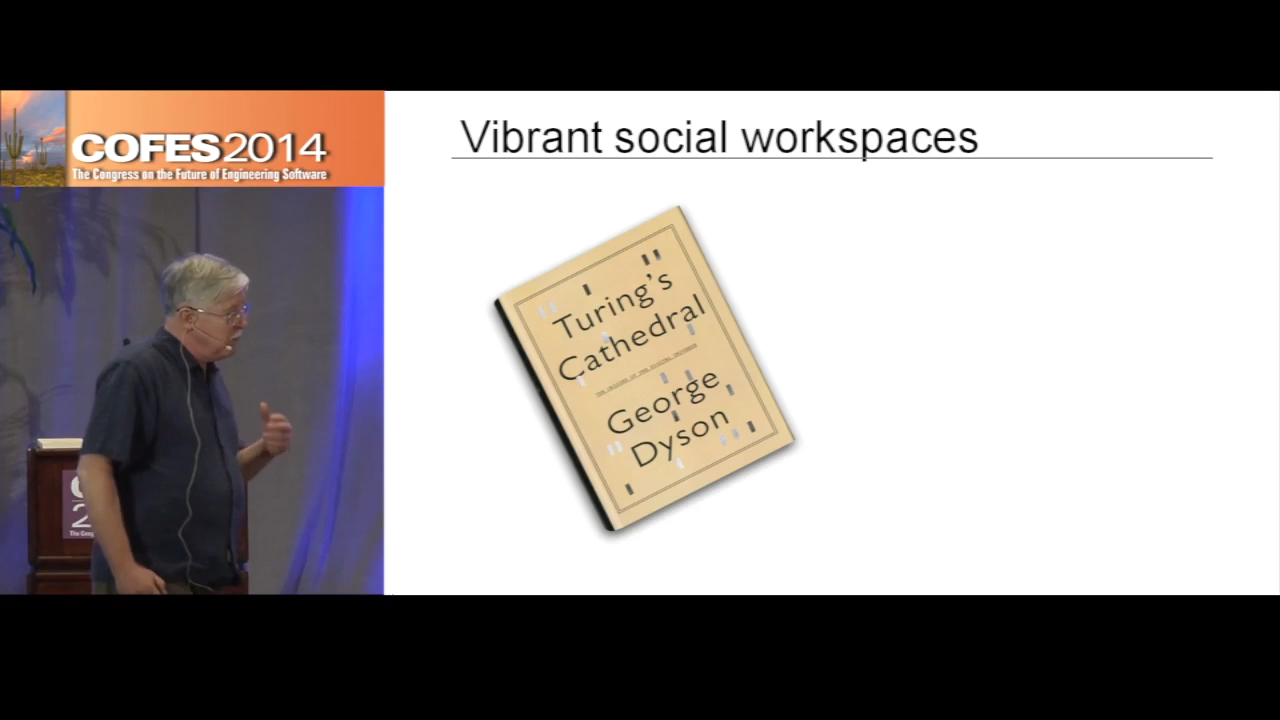 COFES2014
The Congress on the Future of Engineering Software
Vibrant social workspaces
Turing's
Cathedral
George
Dyson